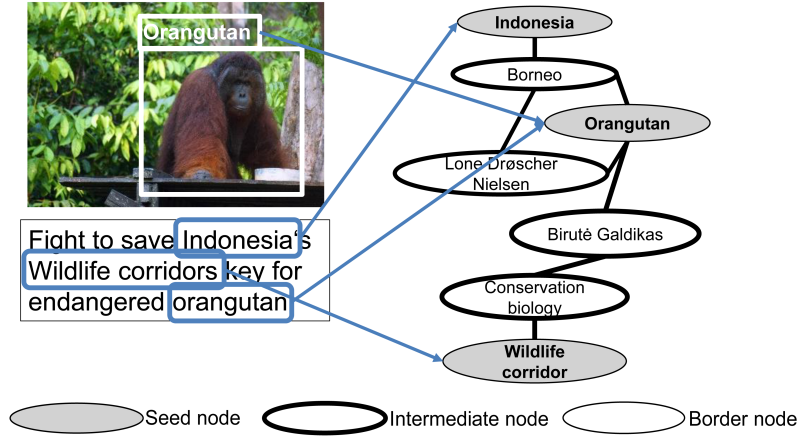 Orangutan
Fight to save Indonesia's
Wildlife corridors key for
endangered orangutan
Indonesia
Borneo
Orangutan
Lone Drøscher
Nielsen
Biruté Galdikas
Conservation
biology
Wildlife
corridor
Seed node
Intermediate node
Border node